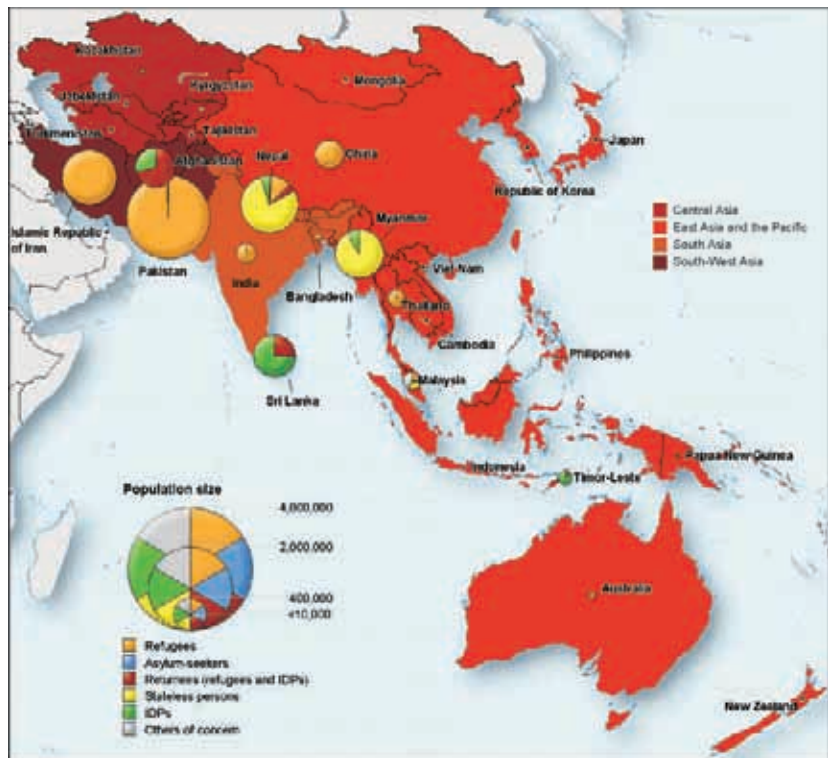 Kazakhstan
Kyrgyzstan
Mongolia
Uzbekistan
Turkmenistan
Tajikistan
Japan
Afghanistan
Nepal
China
Republic of Korea
Myanmar
Central Asia
East Asia and the Pacific
South Asia
South-West Asia
Islamic Republic
of Iran
Pakistan
India
Bangladesh
Viet Nam
Thailand
Cambodia
Philippines
Malaysia
Sri Lanka
Indonesia
Papua New Guinea
Timor-Leste
Population size
4,000,000
2,000,000
400,000
<10,000
Australia
Refugees
Asylum-seekers
Returnees (refugees and IDPs)
Stateless persons
IDPs
Others of concern
New Zealand